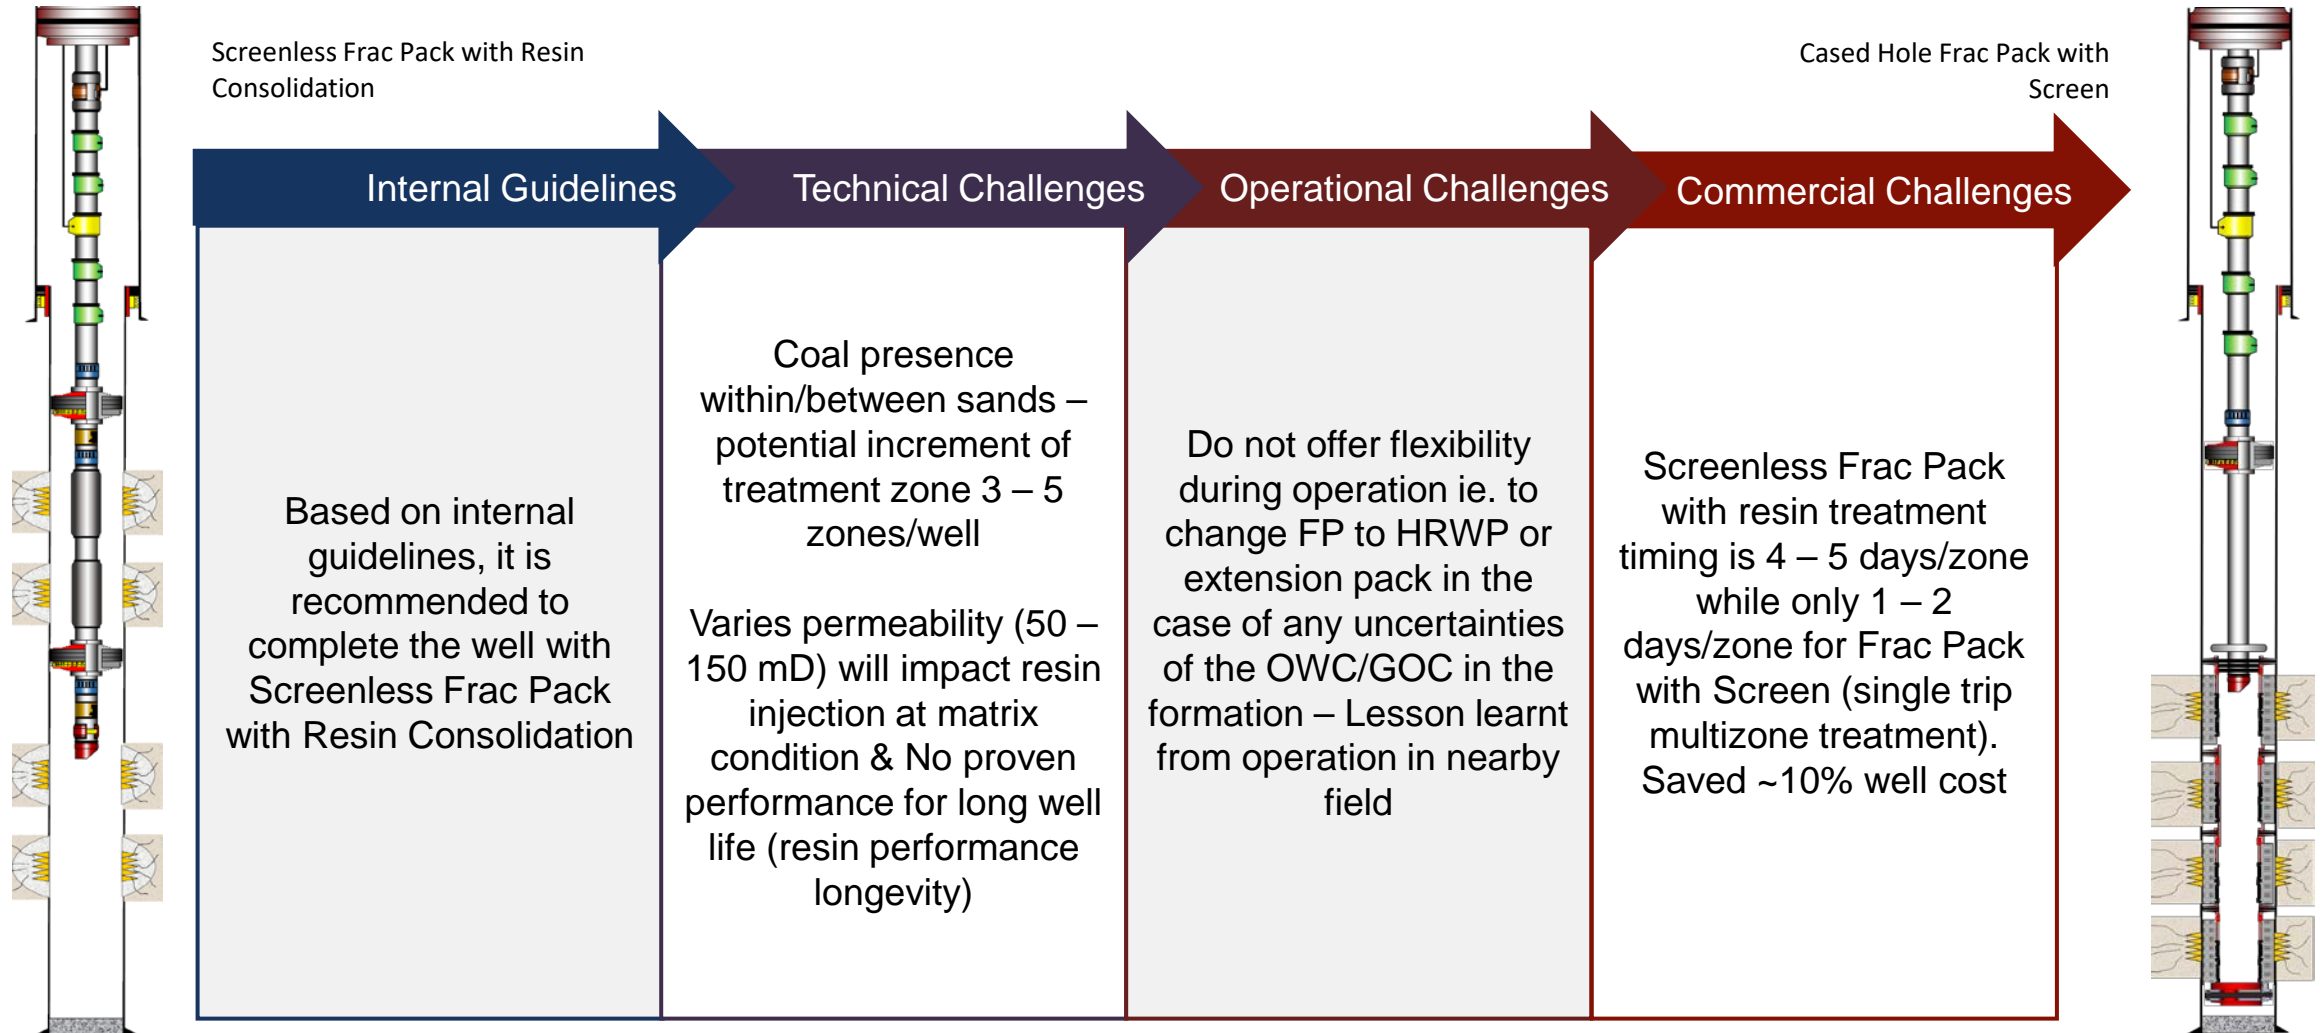 Screenless Frac Pack with Resin
Consolidation
Cased Hole Frac Pack with
Screen
Internal Guidelines
Technical Challenges
Operational Challenges
Commercial Challenges
Based on internal
guidelines, it is
recommended to
complete the well with
Screenless Frac Pack
with Resin Consolidation
Coal presence
within/between sands –
potential increment of
treatment zone 3 – 5
zones/well
Varies permeability (50 –
150 mD) will impact resin
injection at matrix
condition & No proven
performance for long well
life (resin performance
longevity)
Do not offer flexibility
during operation ie. to
change FP to HRWP or
extension pack in the
case of any uncertainties
of the OWC/GOC in the
formation – Lesson learnt
from operation in nearby
field
Screenless Frac Pack
with resin treatment
timing is 4 – 5 days/zone
while only 1 – 2
days/zone for Frac Pack
with Screen (single trip
multizone treatment).
Saved ~10% well cost